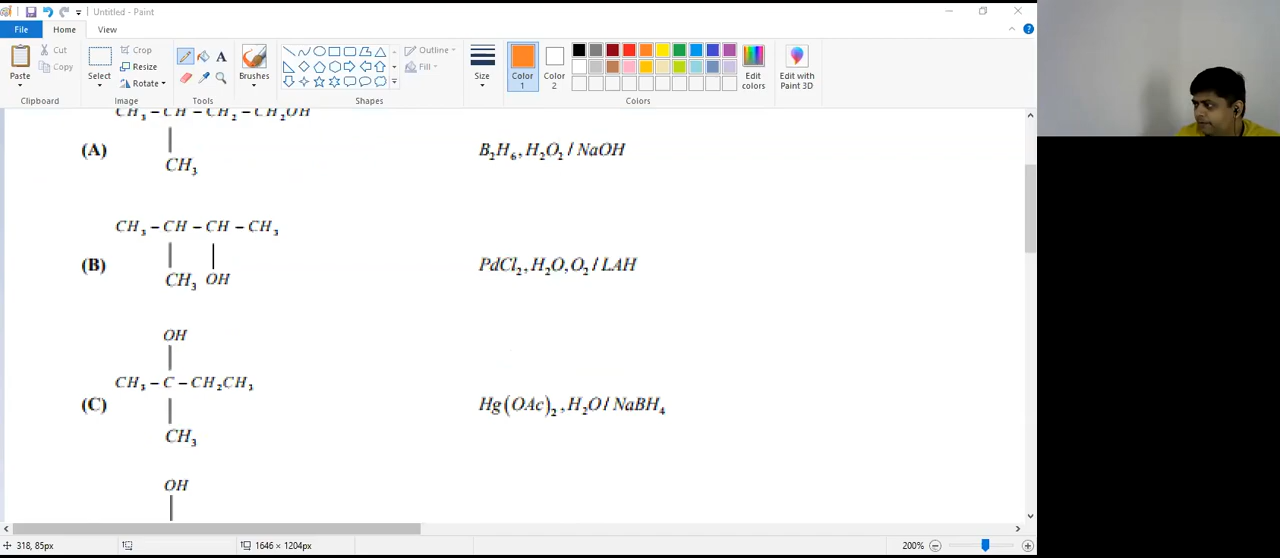 Untitled - Paint
File Home View
Cut
Copy
Paste
Clipboard
Select
Crop
Resize
Rotate
Image
A
Tools
Brushes
Outline
Fill
Shapes
Size
Color 1
Color 2
Edit colors
Colors
Edit with Paint 3D
CH₃ – CH – CH₂ – CH₂OH
(A) B₂H₆, H₂O₂ / NaOH
CH₃
CH₃ – CH – CH – CH₃
(B) PdCl₂, H₂O, O₂ / LAH
CH₃ OH
OH
CH₃ – C – CH₂CH₃
(C) Hg(OAc)₂, H₂O / NaBH₄
CH₃
OH
318, 85px
1646 × 1204px
200%